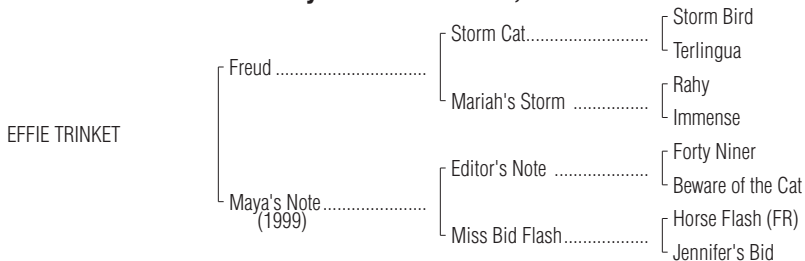 Storm Bird
Storm Cat..........................
Terlingua
Freud ................................
Rahy
Mariah's Storm ................
Immense
EFFIE TRINKET
Forty Niner
Editor's Note ....................
Beware of the Cat
Maya's Note......................
(1999)
Horse Flash (FR)
Miss Bid Flash..................
Jennifer's Bid